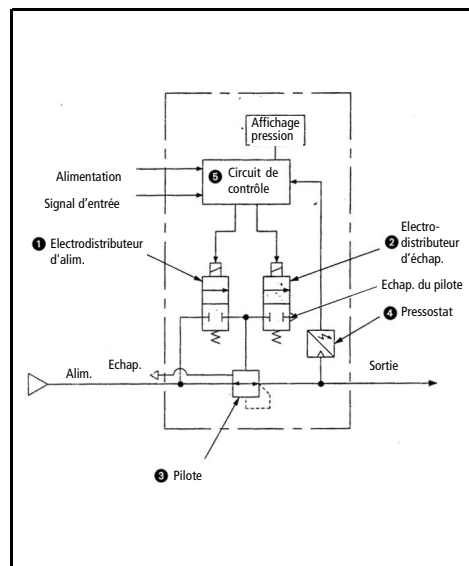 Affichage
pression
Alimentation
Signal d'entrée
❺ Circuit de
contrôle
❶ Electrodistributeur
d'alim.
Electro-
❷ distributeur
d'échap.
Echap. du pilote
❹ Pressostat
Echap.
Alim.
Sortie
❸ Pilote